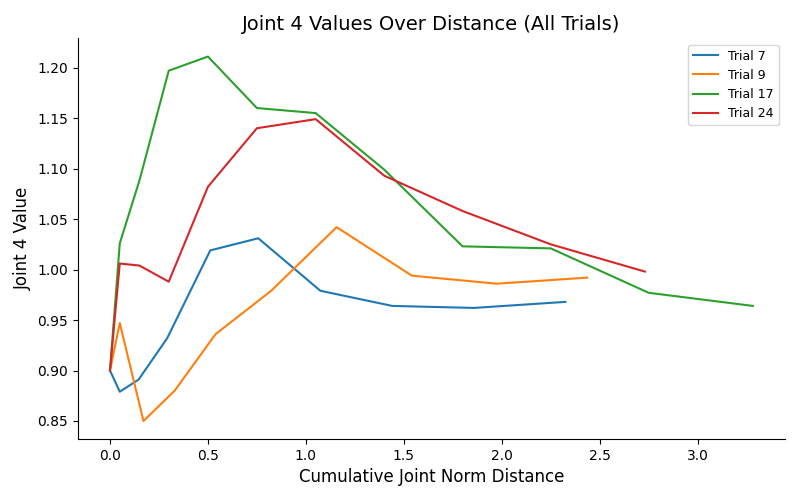 Joint 4 Values Over Distance (All Trials)
Joint 4 Value
1.20
1.15
1.10
1.05
1.00
0.95
0.90
0.85
Trial 7
Trial 9
Trial 17
Trial 24
0.0 0.5 1.0 1.5 2.0 2.5 3.0
Cumulative Joint Norm Distance